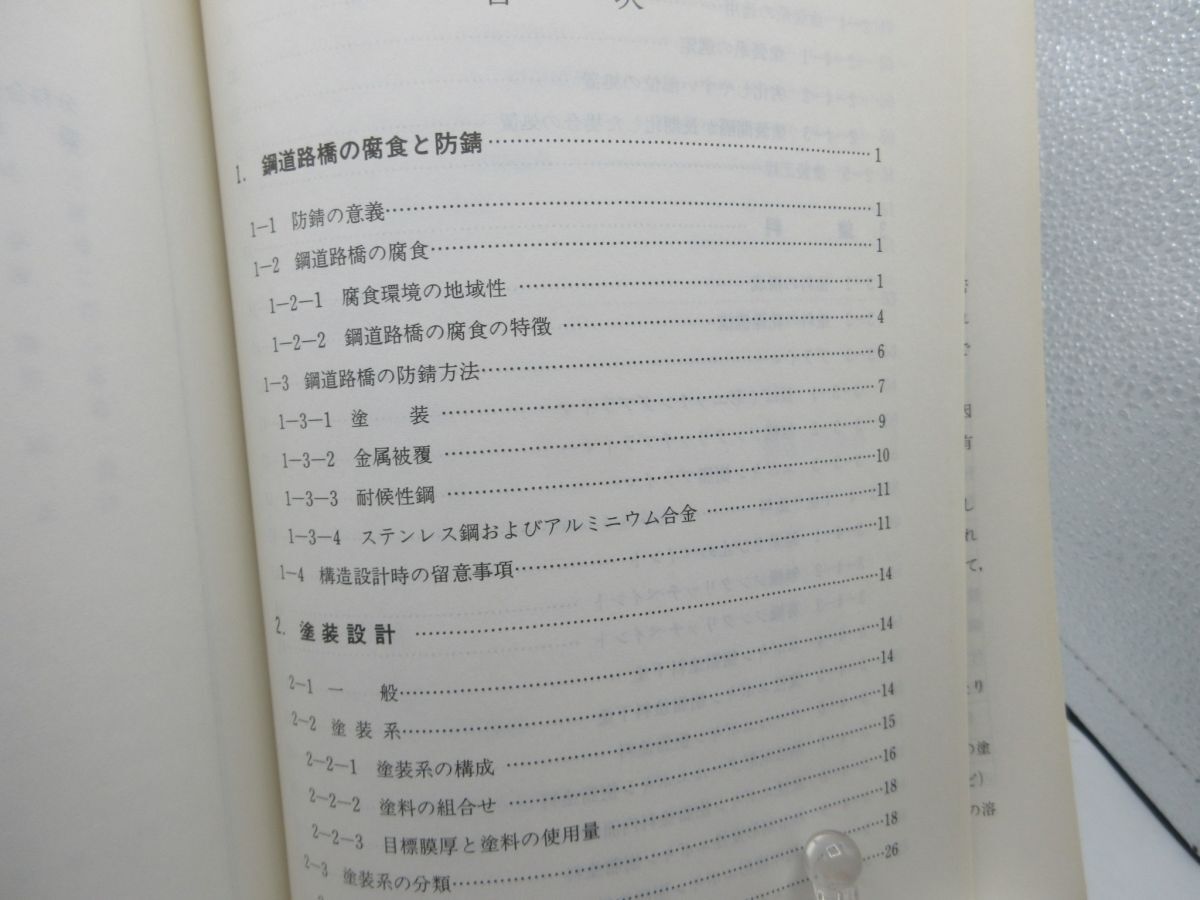 目 次
1. 鋼道路橋の腐食と防錆……1
1-1 防錆の意義……1
1-2 鋼道路橋の腐食……1
1-2-1 腐食環境の地域性……1
1-2-2 鋼道路橋の腐食の特徴……4
1-3 鋼道路橋の防錆方法……6
1-3-1 塗 装……7
1-3-2 金属被覆……9
1-3-3 耐候性鋼……10
1-3-4 ステンレス鋼およびアルミニウム合金……11
1-4 構造設計時の留意事項……11
2. 塗装設計……14
2-1 一 般……14
2-2 塗装系……14
2-2-1 塗装系の構成……14
2-2-2 塗料の組合せ……15
2-2-3 目標膜厚と塗料の使用量……16
2-3 塗装系の分類……18
18
26